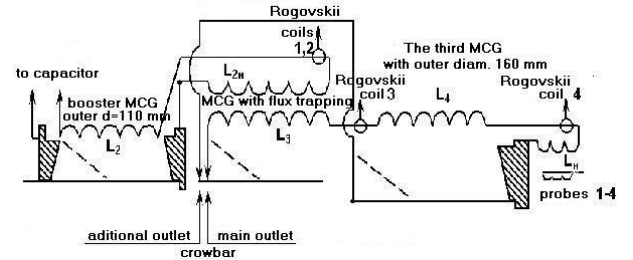 Rogovskii
coils
1,2
The third MCG
with outer diam. 160 mm
to capacitor
L2H
Rogovskii
coil 3
L4
Rogovskii
coil 4
booster MCG
outer d=110 mm
MCG with flux trapping
L2
L3
LH
probes 1-4
aditional outlet
main outlet
crowbar